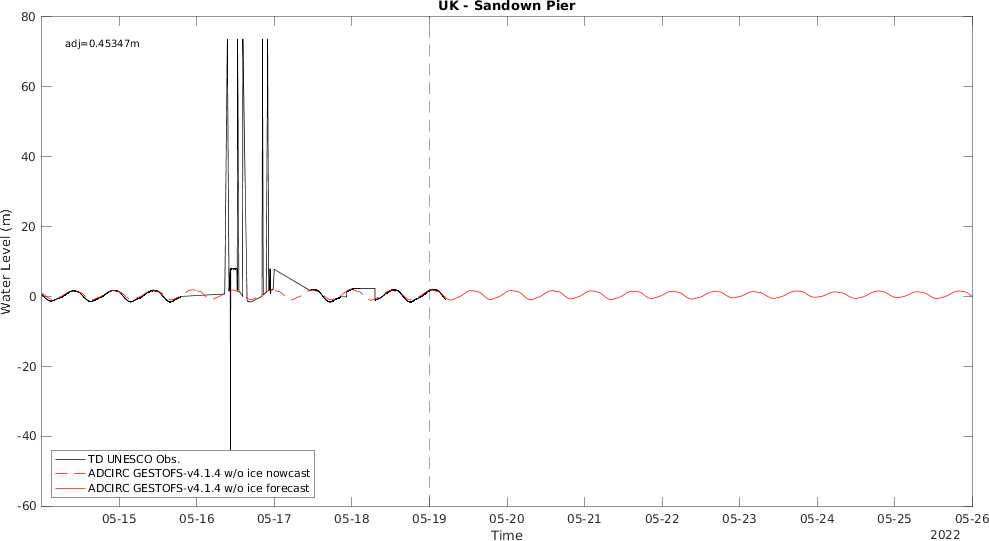 UK - Sandown Pier
adj=0.45347m
80
60
40
20
0
-20
-40
-60
Water Level (m)
TD UNESCO Obs.
ADCIRC GESTOFS-v4.1.4 w/o ice nowcast
ADCIRC GESTOFS-v4.1.4 w/o ice forecast
05-15 05-16 05-17 05-18 05-19 05-20 05-21 05-22 05-23 05-24 05-25 05-26
Time
2022